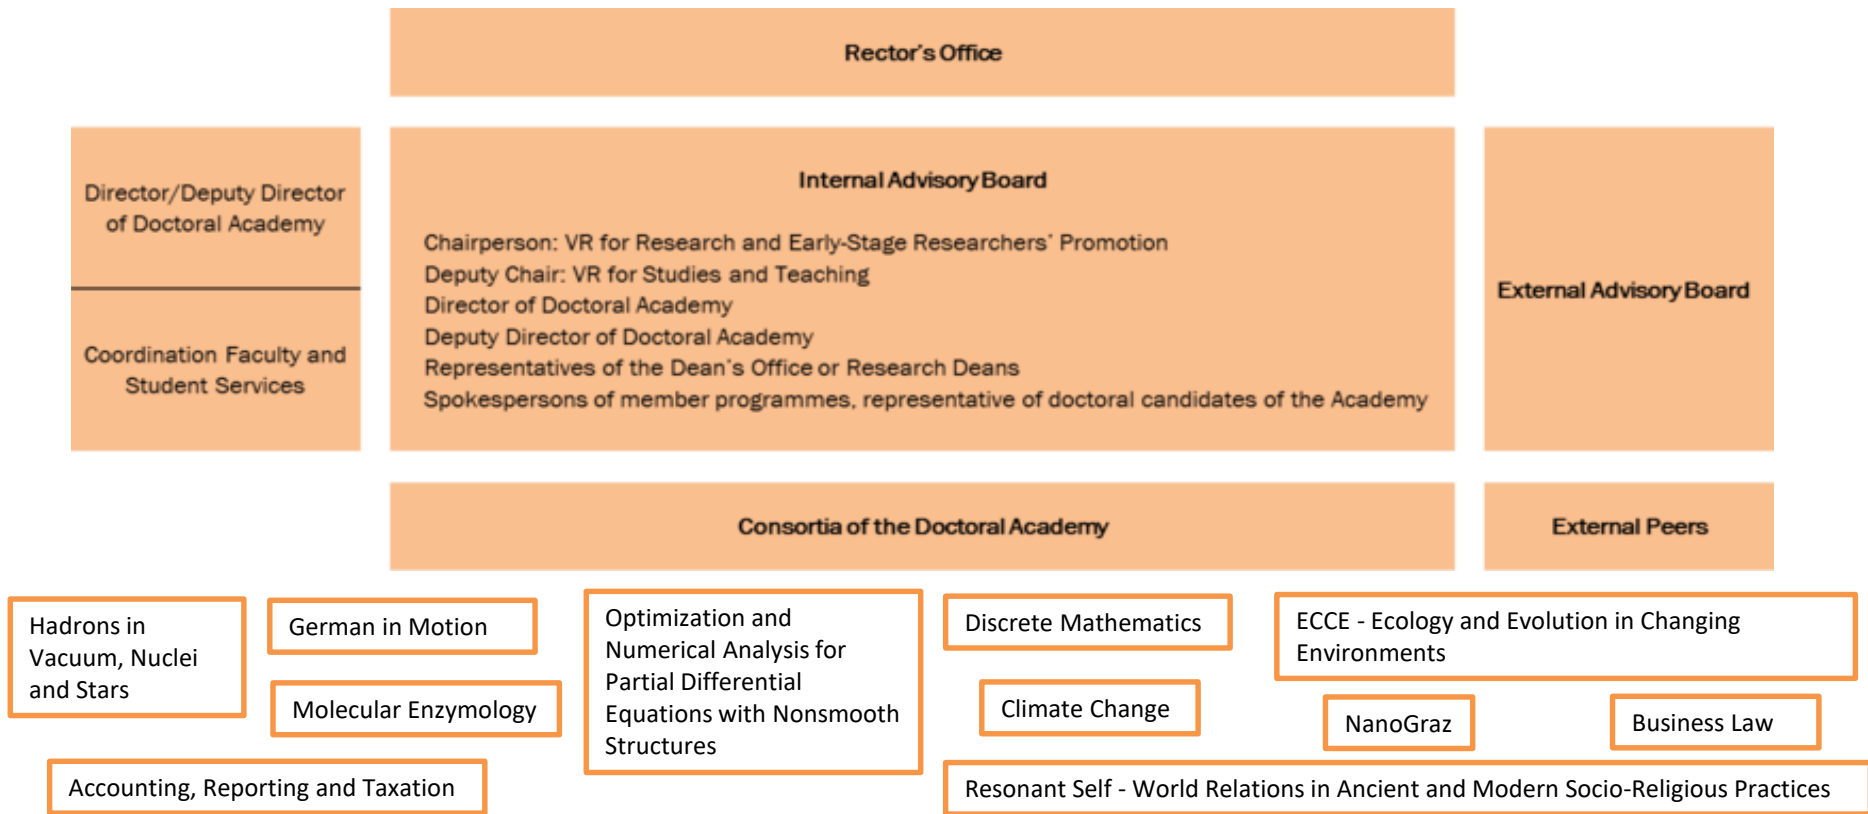 Rector's Office
Director/Deputy Director
of Doctoral Academy
Coordination Faculty and
Student Services
Internal Advisory Board
Chairperson: VR for Research and Early-Stage Researchers' Promotion
Deputy Chair: VR for Studies and Teaching
Director of Doctoral Academy
Deputy Director of Doctoral Academy
Representatives of the Dean's Office or Research Deans
Spokespersons of member programmes, representative of doctoral candidates of the Academy
External Advisory Board
Consortia of the Doctoral Academy
External Peers
Hadrons in
Vacuum, Nuclei
and Stars
German in Motion
Molecular Enzymology
Accounting, Reporting and Taxation
Optimization and
Numerical Analysis for
Partial Differential
Equations with Nonsmooth
Structures
Discrete Mathematics
Climate Change
ECCE - Ecology and Evolution in Changing
Environments
NanoGraz
Business Law
Resonant Self - World Relations in Ancient and Modern Socio-Religious Practices